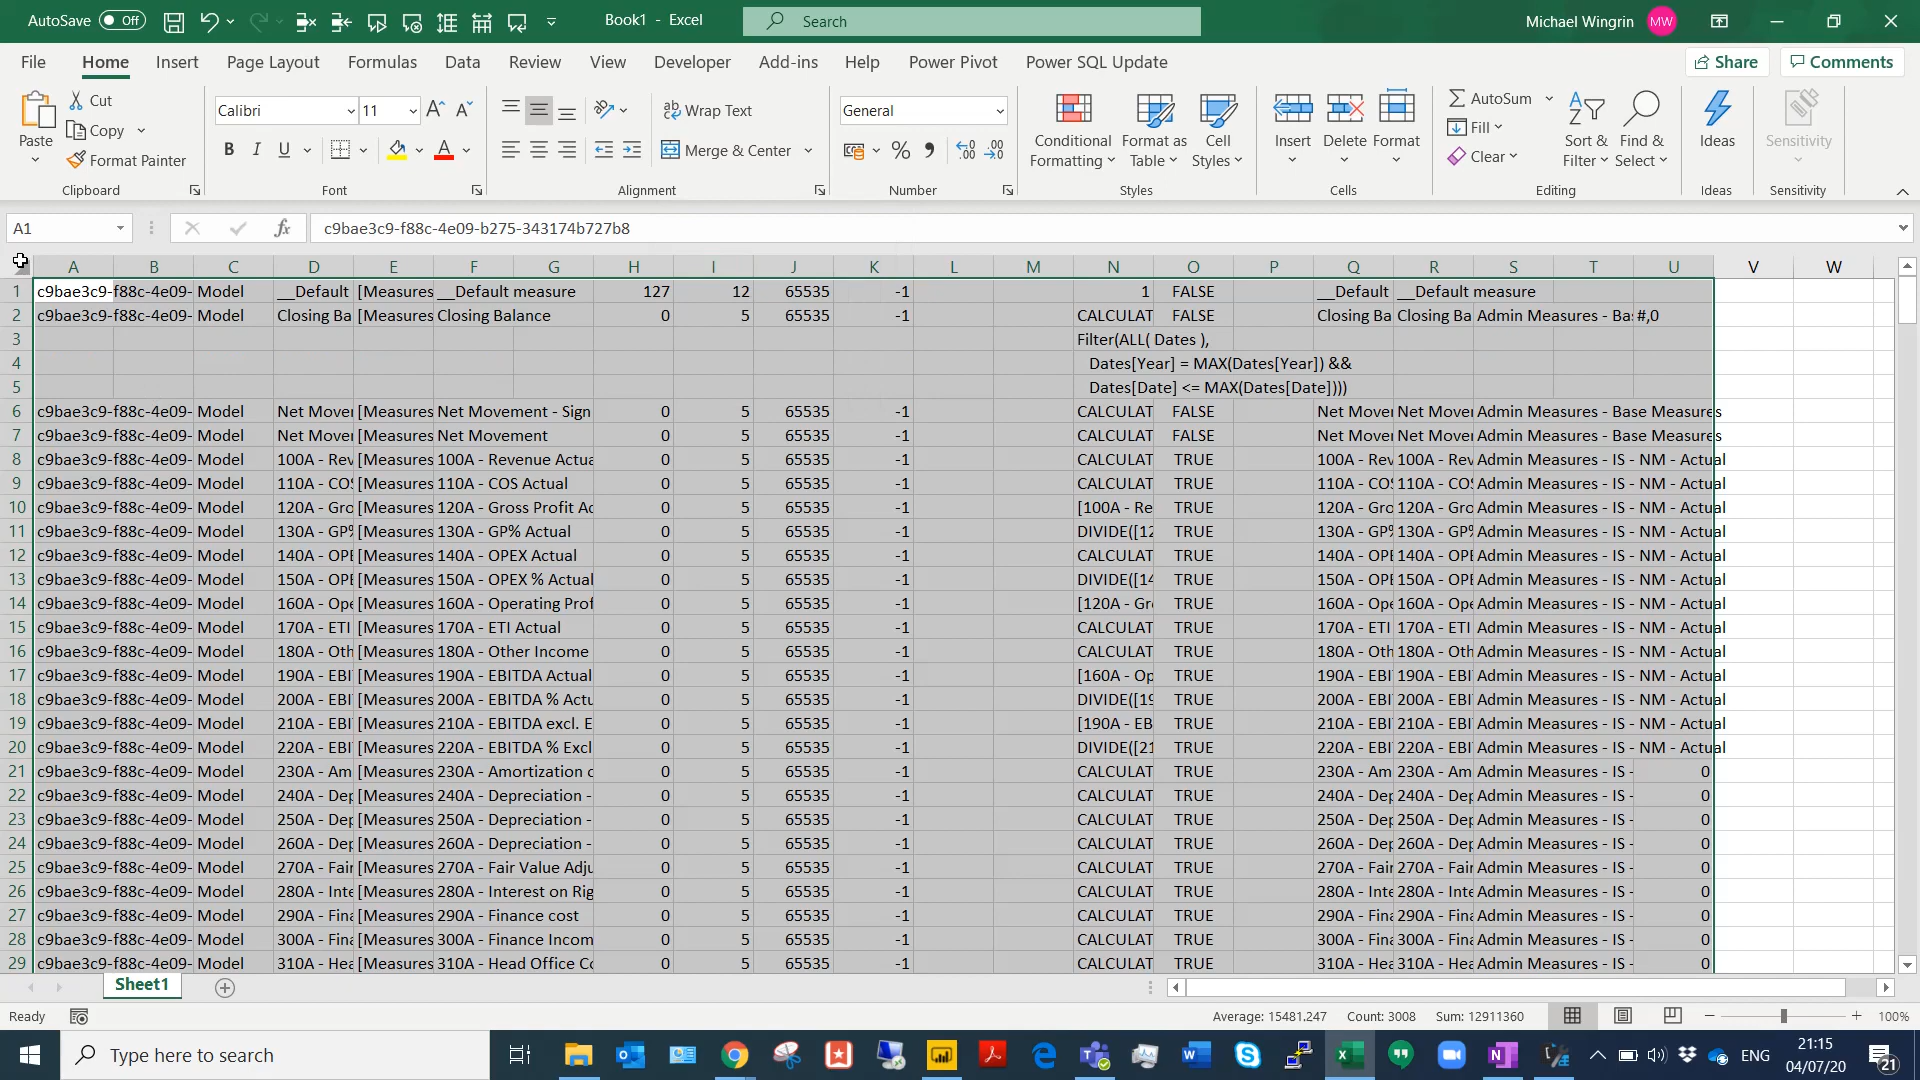 AutoSave Off Book1 - Excel Search Michael Wingrin MW
File Home Insert Page Layout Formulas Data Review View Developer Add-ins Help Power Pivot Power SQL Update Share Comments
Paste Cut Copy Format Painter Clipboard
Calibri 11 B I U A Font
ab Wrap Text Merge & Center Alignment
General % Number
Conditional Formatting Format as Table Cell Styles Styles
Insert Delete Format Cells
AutoSum Fill Clear Sort & Filter Find & Select Editing
Ideas Ideas
Sensitivity Sensitivity
A1 fx c9bae3c9-f88c-4e09-b275-343174b727b8
A B C D E F G H I J K L M N O P Q R S T U V W
1 c9bae3c9- f88c-4e09- Model __Default [Measures __Default measure 127 12 65535 -1 1 FALSE __Default __Default measure
2 c9bae3c9-f88c-4e09- Model Closing Ba [Measures Closing Balance 0 5 65535 -1 CALCULAT FALSE Closing Ba Closing Ba Admin Measures - Bas #,0
3 Filter(ALL( Dates ),
4 Dates[Year] = MAX(Dates[Year]) &&
5 Dates[Date] <= MAX(Dates[Date])))
6 c9bae3c9-f88c-4e09- Model Net Mover [Measures Net Movement - Sign 0 5 65535 -1 CALCULAT FALSE Net Mover Net Mover Admin Measures - Base Measures
7 c9bae3c9-f88c-4e09- Model Net Mover [Measures Net Movement 0 5 65535 -1 CALCULAT FALSE Net Mover Net Mover Admin Measures - Base Measures
8 c9bae3c9-f88c-4e09- Model 100A - Rev [Measures 100A - Revenue Actua 0 5 65535 -1 CALCULAT TRUE 100A - Rev 100A - Rev Admin Measures - IS - NM - Actual
9 c9bae3c9-f88c-4e09- Model 110A - COS [Measures 110A - COS Actual 0 5 65535 -1 CALCULAT TRUE 110A - COS 110A - COS Admin Measures - IS - NM - Actual
10 c9bae3c9-f88c-4e09- Model 120A - Gro [Measures 120A - Gross Profit Ac 0 5 65535 -1 [100A - Re TRUE 120A - Gro 120A - Gro Admin Measures - IS - NM - Actual
11 c9bae3c9-f88c-4e09- Model 130A - GP% [Measures 130A - GP% Actual 0 5 65535 -1 DIVIDE([12 TRUE 130A - GP% 130A - GP% Admin Measures - IS - NM - Actual
12 c9bae3c9-f88c-4e09- Model 140A - OPE [Measures 140A - OPEX Actual 0 5 65535 -1 CALCULAT TRUE 140A - OPE 140A - OPE Admin Measures - IS - NM - Actual
13 c9bae3c9-f88c-4e09- Model 150A - OPE [Measures 150A - OPEX % Actual 0 5 65535 -1 DIVIDE([14 TRUE 150A - OPE 150A - OPE Admin Measures - IS - NM - Actual
14 c9bae3c9-f88c-4e09- Model 160A - Ope [Measures 160A - Operating Prof 0 5 65535 -1 [120A - Gr TRUE 160A - Ope 160A - Ope Admin Measures - IS - NM - Actual
15 c9bae3c9-f88c-4e09- Model 170A - ETI [Measures 170A - ETI Actual 0 5 65535 -1 CALCULAT TRUE 170A - ETI 170A - ETI Admin Measures - IS - NM - Actual
16 c9bae3c9-f88c-4e09- Model 180A - Oth [Measures 180A - Other Income 0 5 65535 -1 CALCULAT TRUE 180A - Oth 180A - Oth Admin Measures - IS - NM - Actual
17 c9bae3c9-f88c-4e09- Model 190A - EBI [Measures 190A - EBITDA Actual 0 5 65535 -1 [160A - Op TRUE 190A - EBI 190A - EBI Admin Measures - IS - NM - Actual
18 c9bae3c9-f88c-4e09- Model 200A - EBI [Measures 200A - EBITDA % Actu 0 5 65535 -1 DIVIDE([19 TRUE 200A - EBI 200A - EBI Admin Measures - IS - NM - Actual
19 c9bae3c9-f88c-4e09- Model 210A - EBI [Measures 210A - EBITDA excl. E 0 5 65535 -1 [190A - EB TRUE 210A - EBI 210A - EBI Admin Measures - IS - NM - Actual
20 c9bae3c9-f88c-4e09- Model 220A - EBI [Measures 220A - EBITDA % Excl 0 5 65535 -1 DIVIDE([21 TRUE 220A - EBI 220A - EBI Admin Measures - IS - NM - Actual
21 c9bae3c9-f88c-4e09- Model 230A - Am [Measures 230A - Amortization c 0 5 65535 -1 CALCULAT TRUE 230A - Am 230A - Am Admin Measures - IS - 0
22 c9bae3c9-f88c-4e09- Model 240A - Dep [Measures 240A - Depreciation - 0 5 65535 -1 CALCULAT TRUE 240A - Dep 240A - Dep Admin Measures - IS - 0
23 c9bae3c9-f88c-4e09- Model 250A - Dep [Measures 250A - Depreciation - 0 5 65535 -1 CALCULAT TRUE 250A - Dep 250A - Dep Admin Measures - IS - 0
24 c9bae3c9-f88c-4e09- Model 260A - Dep [Measures 260A - Depreciation - 0 5 65535 -1 CALCULAT TRUE 260A - Dep 260A - Dep Admin Measures - IS - 0
25 c9bae3c9-f88c-4e09- Model 270A - Fair [Measures 270A - Fair Value Adju 0 5 65535 -1 CALCULAT TRUE 270A - Fair 270A - Fair Admin Measures - IS - 0
26 c9bae3c9-f88c-4e09- Model 280A - Inte [Measures 280A - Interest on Rig 0 5 65535 -1 CALCULAT TRUE 280A - Inte 280A - Inte Admin Measures - IS - 0
27 c9bae3c9-f88c-4e09- Model 290A - Fina [Measures 290A - Finance cost 0 5 65535 -1 CALCULAT TRUE 290A - Fina 290A - Fina Admin Measures - IS - 0
28 c9bae3c9-f88c-4e09- Model 300A - Fina [Measures 300A - Finance Incom 0 5 65535 -1 CALCULAT TRUE 300A - Fina 300A - Fina Admin Measures - IS - 0
29 c9bae3c9-f88c-4e09- Model 310A - Hea [Measures 310A - Head Office Co 0 5 65535 -1 CALCULAT TRUE 310A - Hea 310A - Hea Admin Measures - IS - 0
Sheet1
Ready Average: 15481.247 Count: 3008 Sum: 12911360 100%
Type here to search ENG 21:15
04/07/20 21